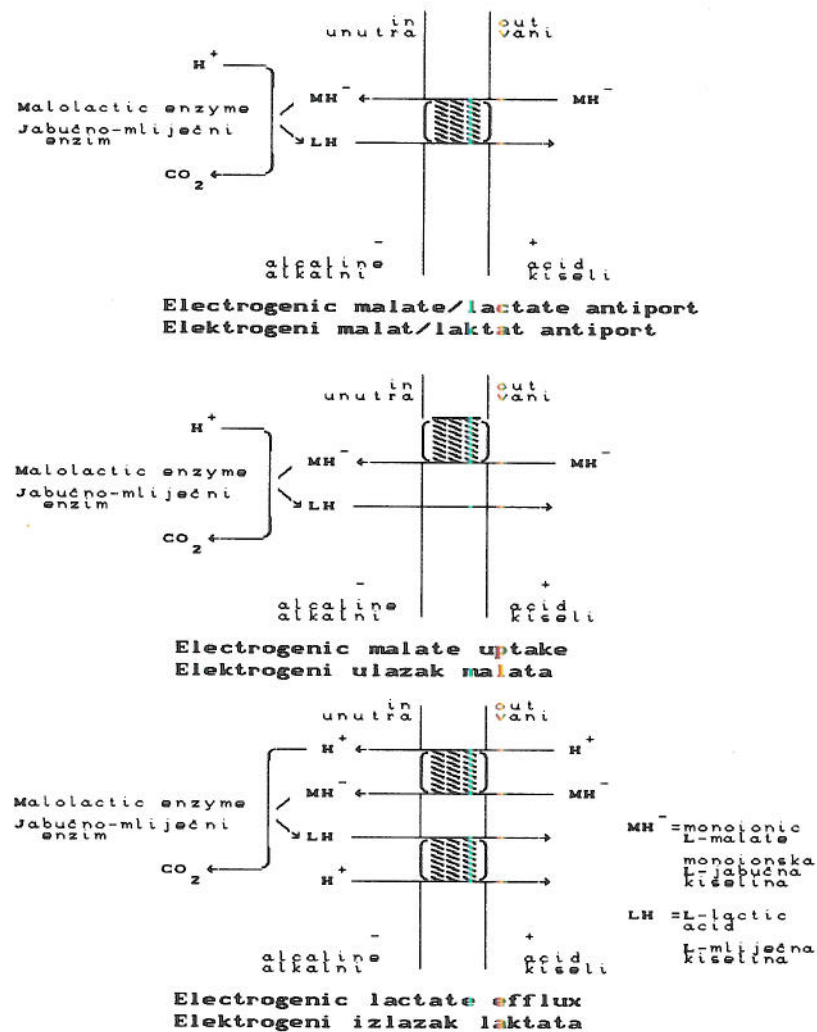 in out
unutra vani
H+
MH- MH-
Malolactic enzyme
Jabučno-mliječni
enzim
LH
CO2
- +
alcaline acid
alkalni kiseli
Electrogenic malate/lactate antiport
Elektrogeni malat/laktat antiport
in out
unutra vani
H+
MH- MH-
Malolactic enzyme
Jabučno-mliječni
enzim
LH
CO2
- +
alcaline acid
alkalni kiseli
Electrogenic malate uptake
Elektrogeni ulazak malata
in out
unutra vani
H+ H+
MH- MH-
Malolactic enzyme
Jabučno-mliječni
enzim
LH
CO2
H+
- +
alcaline acid
alkalni kiseli
MH- =monoionic
L-malate
monoionska
L-jabučna
kiselina
LH =L-lactic
acid
L-mliječna
kiselina
Electrogenic lactate efflux
Elektrogeni izlazak laktata